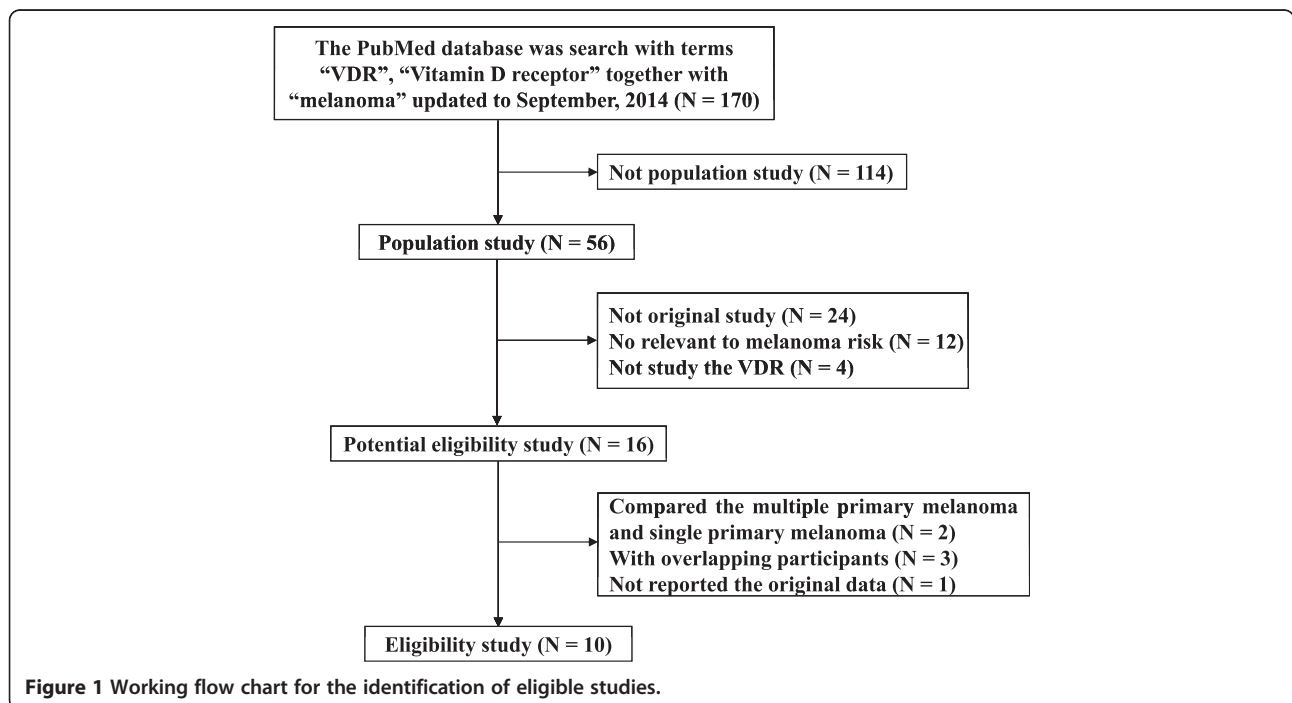 The PubMed database was search with terms
“VDR”, “Vitamin D receptor” together with
“melanoma” updated to September, 2014 (N = 170)
Not population study (N = 114)
Population study (N = 56)
Not original study (N = 24)
No relevant to melanoma risk (N = 12)
Not study the VDR (N = 4)
Potential eligibility study (N = 16)
Compared the multiple primary melanoma
and single primary melanoma (N = 2)
With overlapping participants (N = 3)
Not reported the original data (N = 1)
Eligibility study (N = 10)
Figure 1 Working flow chart for the identification of eligible studies.